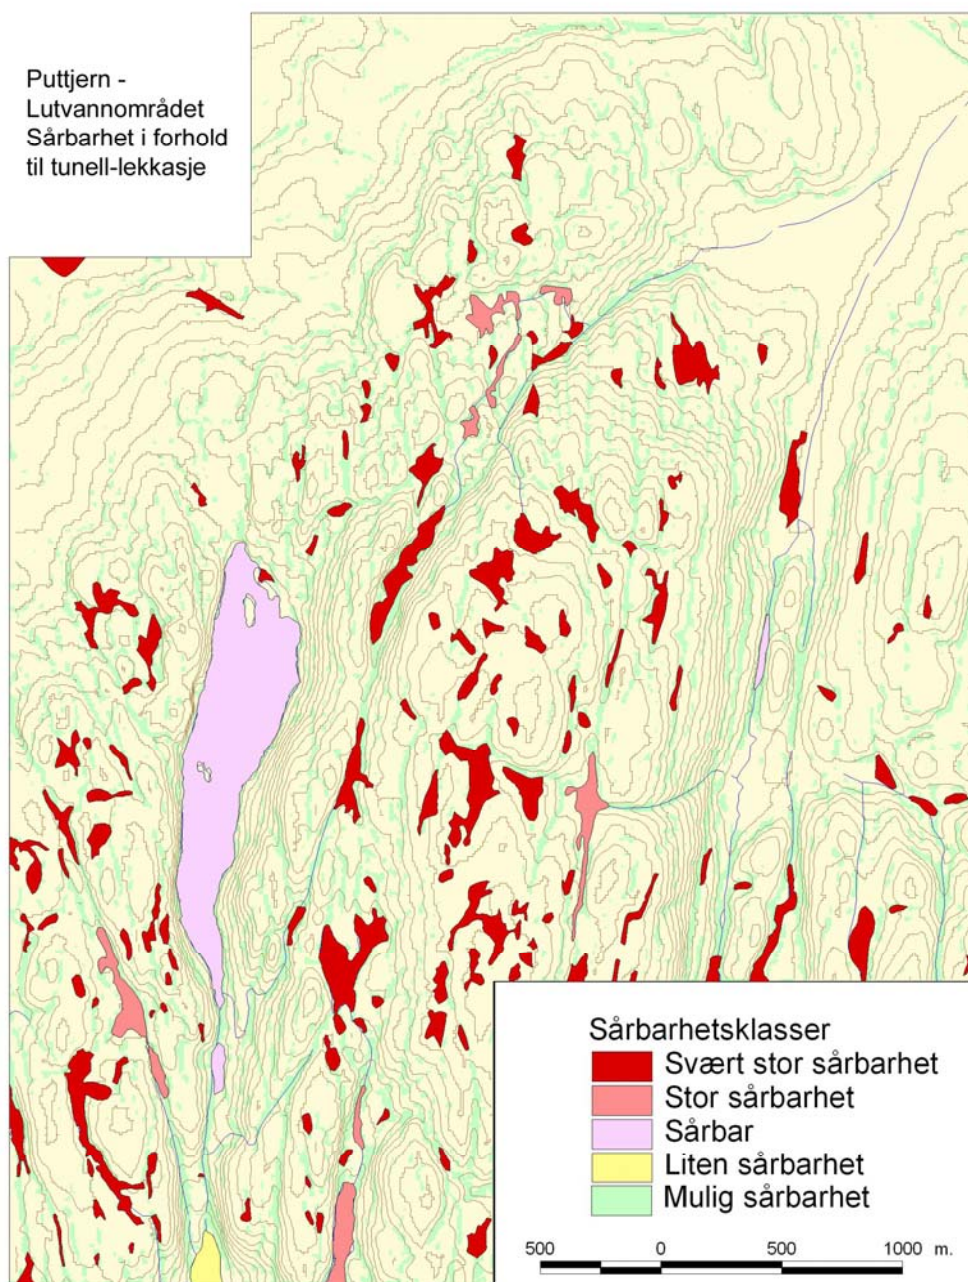 Puttjern -
Lutvannområdet
Sårbarhet i forhold
til tunell-lekkasje
Sårbarhetsklasser
Svært stor sårbarhet
Stor sårbarhet
Sårbar
Liten sårbarhet
Mulig sårbarhet
500 0 500 1000 m.